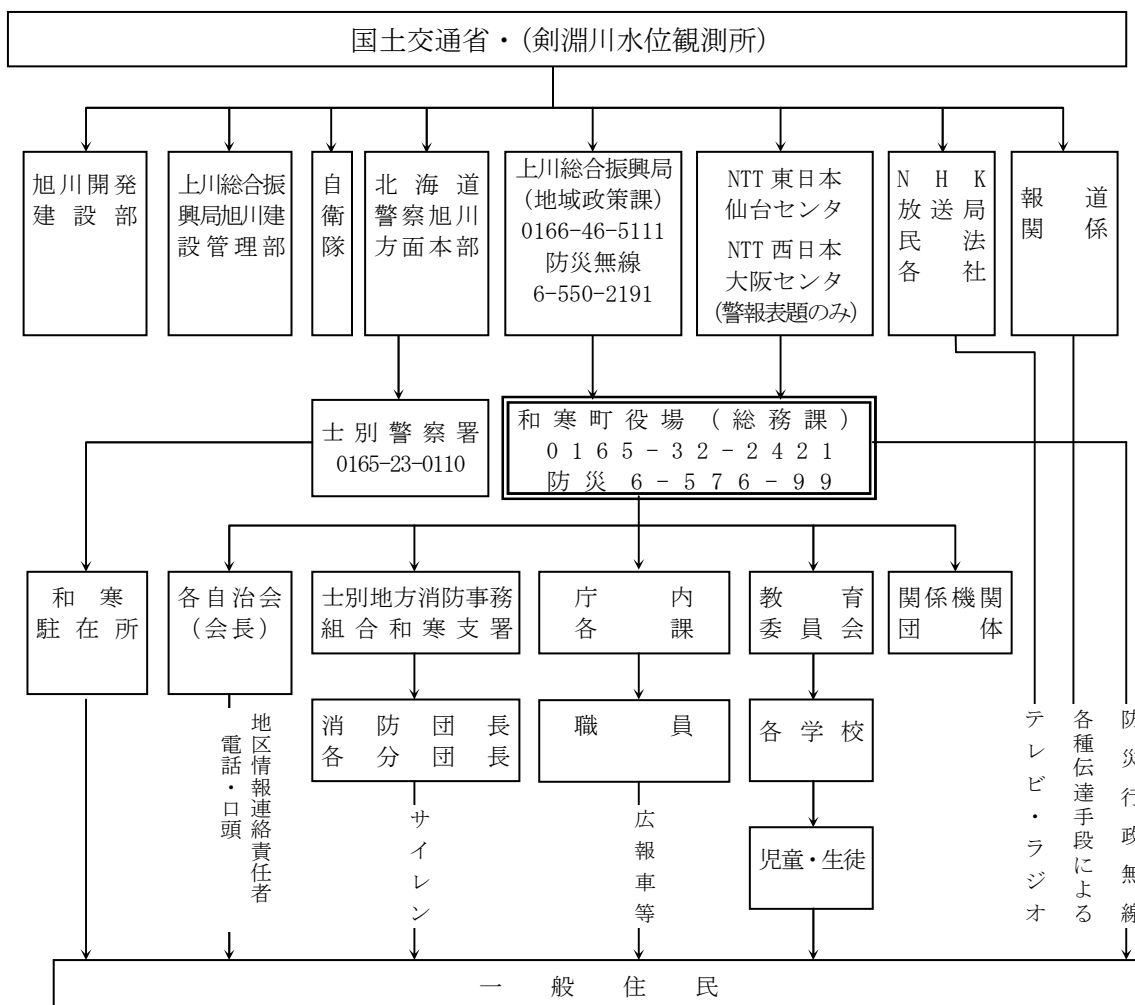 国土交通省・(剣淵川水位観測所)
旭川開発
建設部
上川総合振
興局旭川建
設管理部
自
衛
隊
北海道
警察旭川
方面本部
上川総合振興局
(地域政策課)
0166-46-5111
防災無線
6-550-2191
NTT 東日本
仙台センタ
NTT 西日本
大阪センタ
(警報表題のみ)
NHK
放送局
民法
各社
報道
関係
士別警察署
0165-23-0110
和寒町役場(総務課)
0165-32-2421
防災 6-576-99
和寒
駐在所
各自治会
(会長)
士別地方消防事務
組合和寒支署
庁内
各課
教育
委員会
関係機関
団体
消防団長
各分団長
職員
各学校
児童・生徒
地区情報連絡責任者
電話・口頭
サイレン
広報車等
テレビ・ラジオ
各種伝達手段による
防災行政無線
一般住民